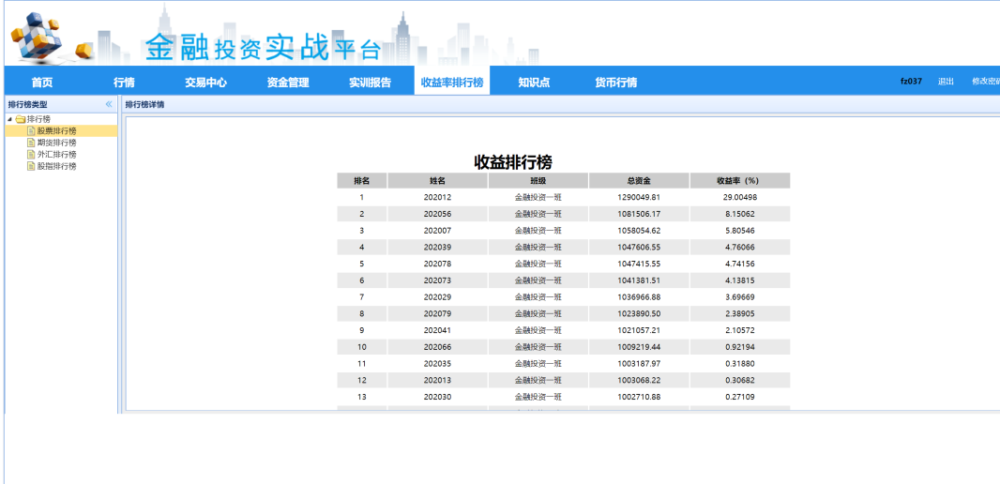 金融投资实战平台
首页 行情 交易中心 资金管理 实训报告 收益率排行榜 知识点 货币行情 fz037 退出 修改密码
排行榜类型 排行榜详情
排行榜
股票排行榜
期货排行榜
外汇排行榜
股指排行榜
收益排行榜
排名 姓名 班级 总资金 收益率（%）
1 202012 金融投资一班 1290049.81 29.00498
2 202056 金融投资一班 1081506.17 8.15062
3 202007 金融投资一班 1058054.62 5.80546
4 202039 金融投资一班 1047606.55 4.76066
5 202078 金融投资一班 1047415.55 4.74156
6 202073 金融投资一班 1041381.51 4.13815
7 202029 金融投资一班 1036966.88 3.69669
8 202079 金融投资一班 1023890.50 2.38905
9 202041 金融投资一班 1021057.21 2.10572
10 202066 金融投资一班 1009219.44 0.92194
11 202035 金融投资一班 1003187.97 0.31880
12 202013 金融投资一班 1003068.22 0.30682
13 202030 金融投资一班 1002710.88 0.27109